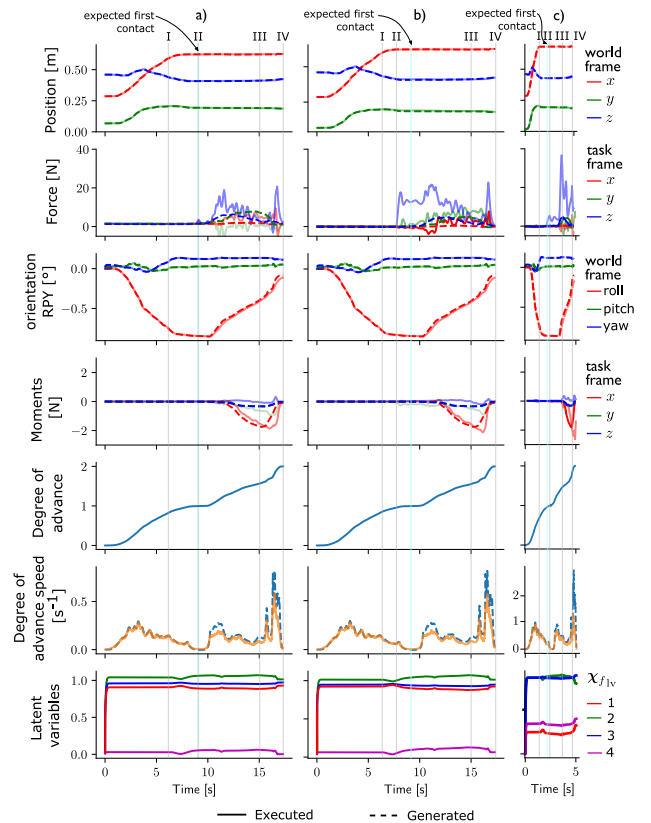 a)
b)
c)
expected first
contact
expected first
contact
expected first
contact
I II III IV
I II III IV
I II III IV
Position [m]
0.50
0.25
0.00
world
frame
x
y
z
Force [N]
40
20
0
task
frame
x
y
z
orientation
RPY [°]
0.0
−0.5
world
frame
roll
pitch
yaw
Moments
[N]
2
0
−2
task
frame
x
y
z
Degree of
advance
2
1
0
Degree of
advance speed
[s⁻¹]
0.5
0.0
2
1
0
Latent
variables
1.0
0.5
0.0
χ_f lv
1
2
3
4
0 5 10 15
0 5 10 15
0 5
Time [s]
Time [s]
Time [s]
Executed
Generated